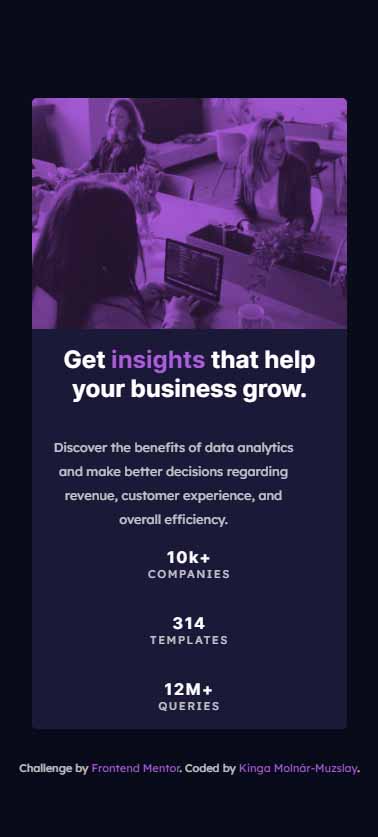 Get insights that help
your business grow.
Discover the benefits of data analytics
and make better decisions regarding
revenue, customer experience, and
overall efficiency.
10k+
COMPANIES
314
TEMPLATES
12M+
QUERIES
Challenge by Frontend Mentor. Coded by Kinga Molnár-Muzslay.